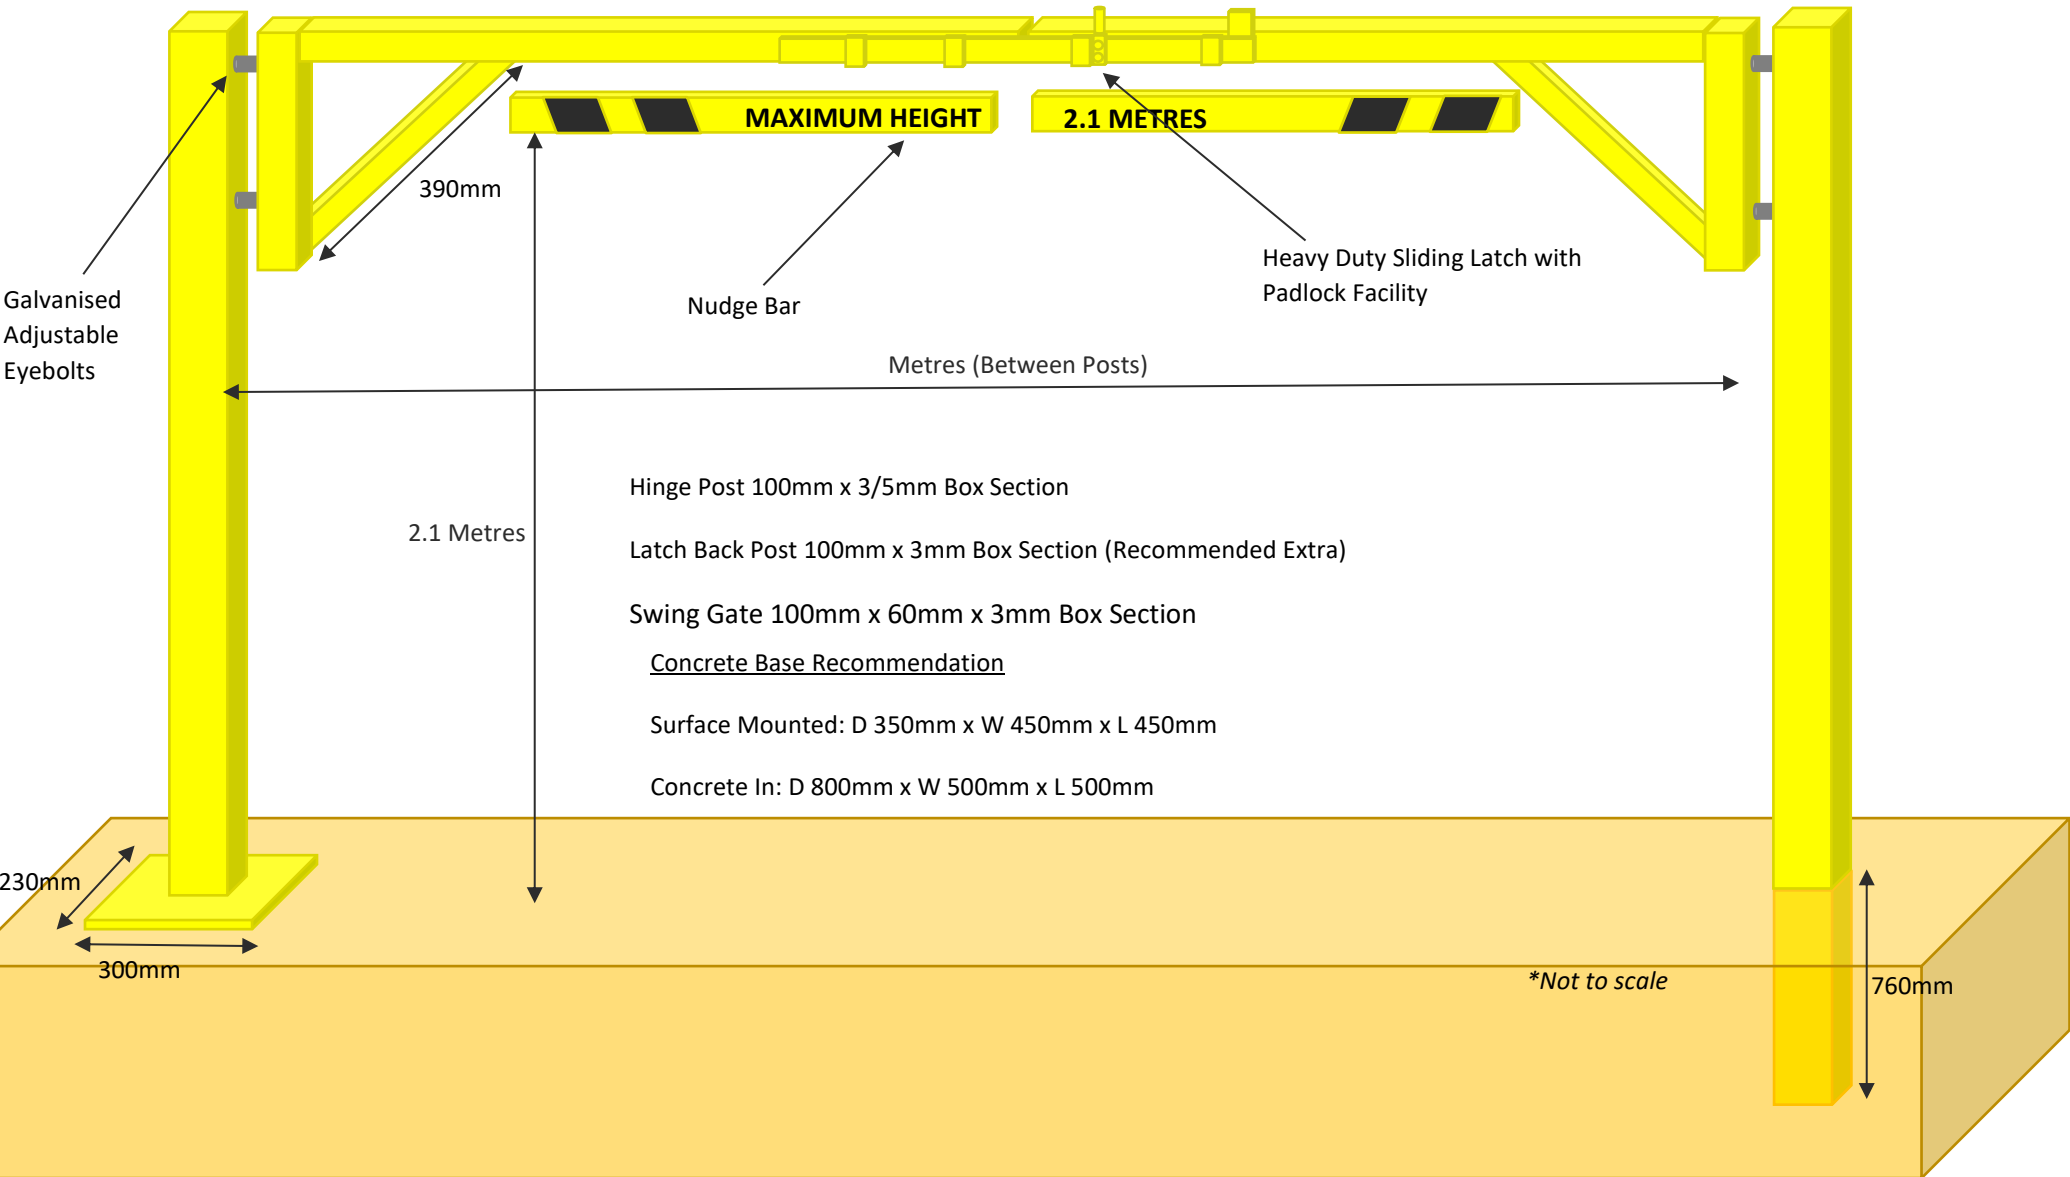 MAXIMUM HEIGHT
2.1 METRES
390mm
Galvanised
Adjustable
Eyebolts
Nudge Bar
Heavy Duty Sliding Latch with
Padlock Facility
Metres (Between Posts)
2.1 Metres
Hinge Post 100mm x 3/5mm Box Section
Latch Back Post 100mm x 3mm Box Section (Recommended Extra)
Swing Gate 100mm x 60mm x 3mm Box Section
Concrete Base Recommendation
Surface Mounted: D 350mm x W 450mm x L 450mm
Concrete In: D 800mm x W 500mm x L 500mm
230mm
300mm
*Not to scale
760mm